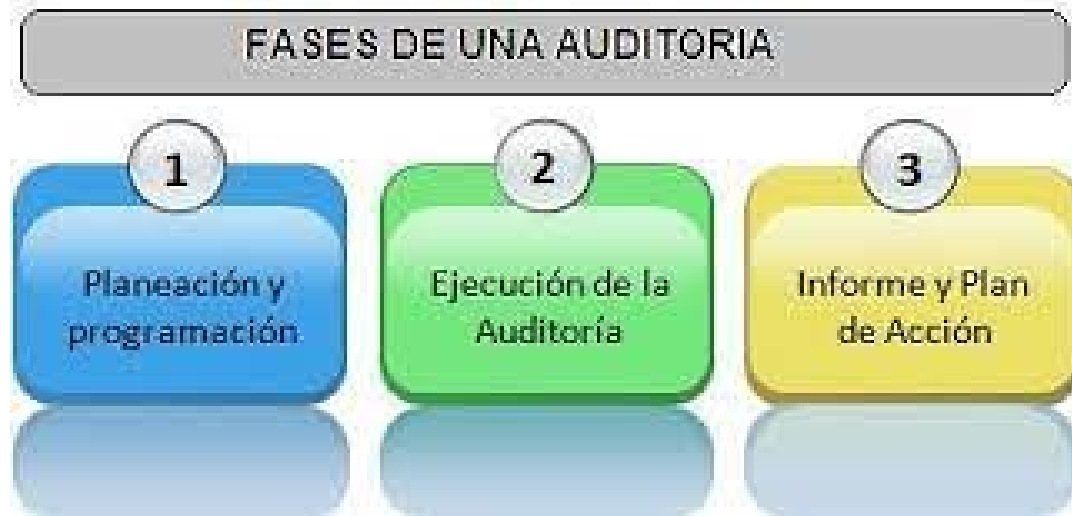 FASES DE UNA AUDITORIA
1
Planeación y
programación
2
Ejecución de la
Auditoría
3
Informe y Plan
de Acción